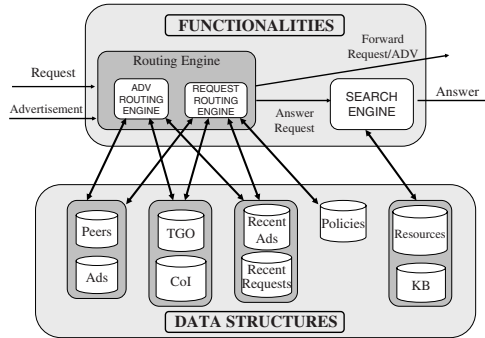 FUNCTIONALITIES
Forward
Request/ADV
Routing Engine
Request
ADV
ROUTING
ENGINE
REQUEST
ROUTING
ENGINE
SEARCH
ENGINE
Answer
Advertisement
Answer
Request
Peers
Ads
TGO
CoI
Recent
Ads
Recent
Requests
Policies
Resources
KB
DATA STRUCTURES